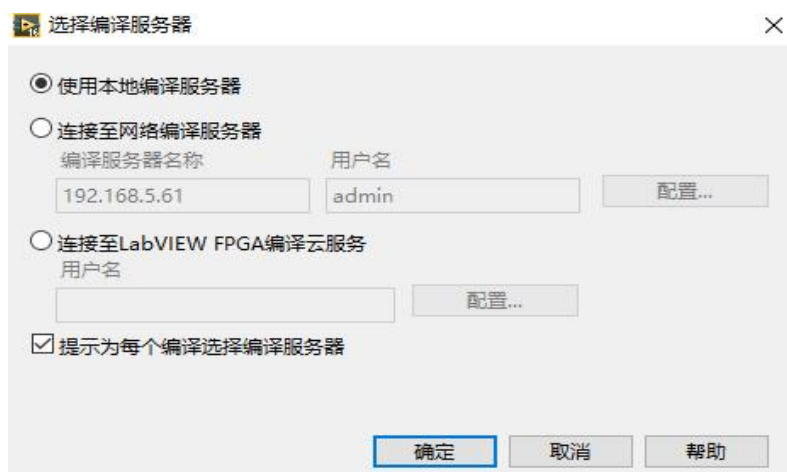 选择编译服务器
使用本地编译服务器
连接至网络编译服务器
编译服务器名称 用户名
192.168.5.61 admin 配置...
连接至LabVIEW FPGA编译云服务
用户名
配置...
提示为每个编译选择编译服务器
确定 取消 帮助